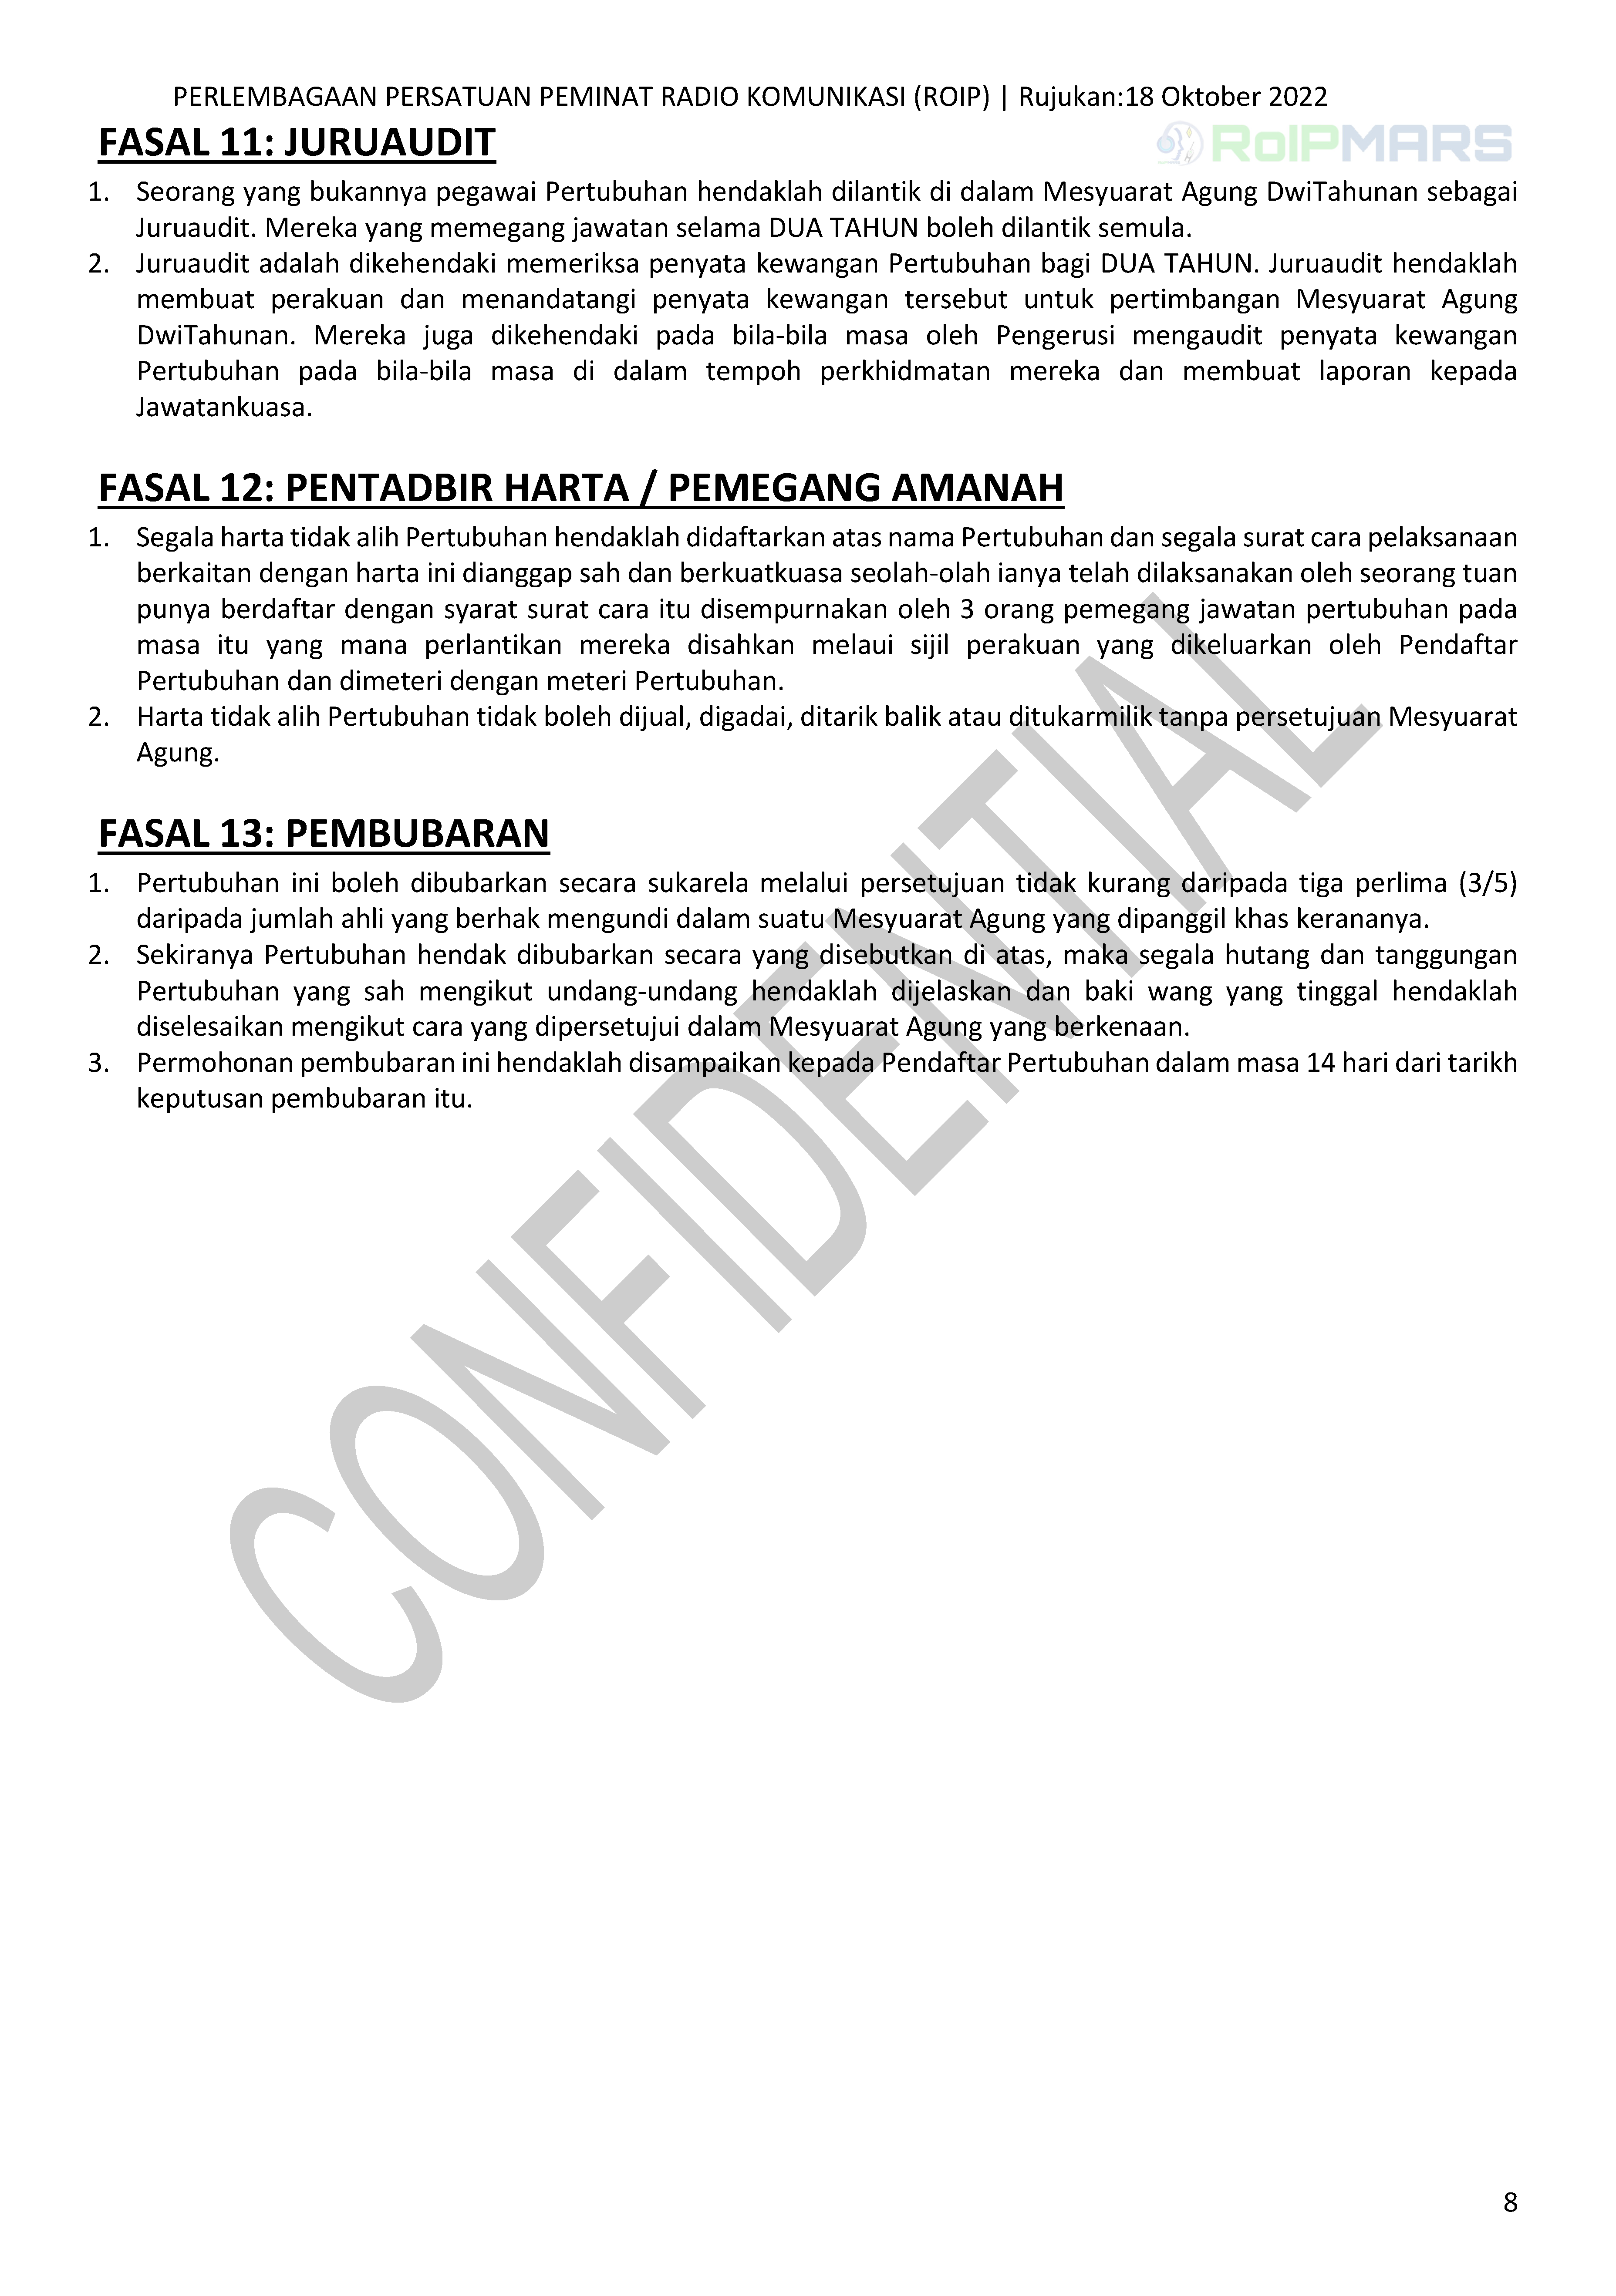 PERLEMBAGAAN PERSATUAN PEMINAT RADIO KOMUNIKASI (ROIP) | Rujukan:18 Oktober 2022
FASAL 11: JURUAUDIT
RoIPMARS
1. Seorang yang bukannya pegawai Pertubuhan hendaklah dilantik di dalam Mesyuarat Agung DwiTahunan sebagai
Juruaudit. Mereka yang memegang jawatan selama DUA TAHUN boleh dilantik semula.
2. Juruaudit adalah dikehendaki memeriksa penyata kewangan Pertubuhan bagi DUA TAHUN. Juruaudit hendaklah
membuat perakuan dan menandatangi penyata kewangan tersebut untuk pertimbangan Mesyuarat Agung
DwiTahunan. Mereka juga dikehendaki pada bila-bila masa oleh Pengerusi mengaudit penyata kewangan
Pertubuhan pada bila-bila masa di dalam tempoh perkhidmatan mereka dan membuat laporan kepada
Jawatankuasa.
FASAL 12: PENTADBIR HARTA / PEMEGANG AMANAH
1. Segala harta tidak alih Pertubuhan hendaklah didaftarkan atas nama Pertubuhan dan segala surat cara pelaksanaan
berkaitan dengan harta ini dianggap sah dan berkuatkuasa seolah-olah ianya telah dilaksanakan oleh seorang tuan
punya berdaftar dengan syarat surat cara itu disempurnakan oleh 3 orang pemegang jawatan pertubuhan pada
masa itu yang mana perlantikan mereka disahkan melaui sijil perakuan yang dikeluarkan oleh Pendaftar
Pertubuhan dan dimeteri dengan meteri Pertubuhan.
2. Harta tidak alih Pertubuhan tidak boleh dijual, digadai, ditarik balik atau ditukarmilik tanpa persetujuan Mesyuarat
Agung.
FASAL 13: PEMBUBARAN
1. Pertubuhan ini boleh dibubarkan secara sukarela melalui persetujuan tidak kurang daripada tiga perlima (3/5)
daripada jumlah ahli yang berhak mengundi dalam suatu Mesyuarat Agung yang dipanggil khas kerananya.
2. Sekiranya Pertubuhan hendak dibubarkan secara yang disebutkan di atas, maka segala hutang dan tanggungan
Pertubuhan yang sah mengikut undang-undang hendaklah dijelaskan dan baki wang yang tinggal hendaklah
diselesaikan mengikut cara yang dipersetujui dalam Mesyuarat Agung yang berkenaan.
3. Permohonan pembubaran ini hendaklah disampaikan kepada Pendaftar Pertubuhan dalam masa 14 hari dari tarikh
keputusan pembubaran itu.
CONFIDENTIAL
8